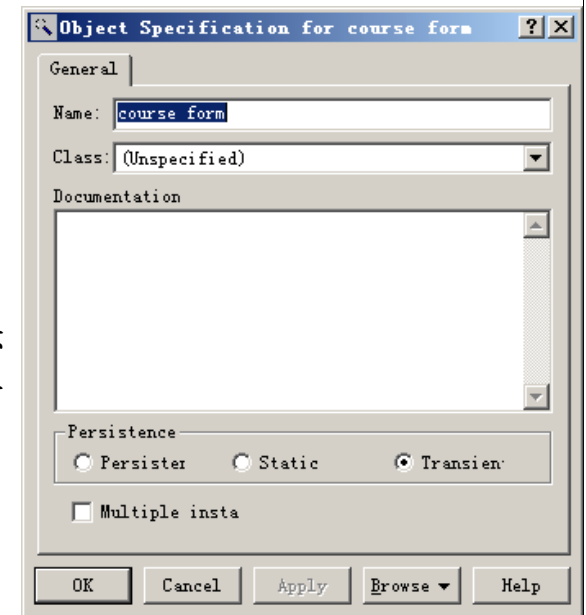 Object Specification for course form
General
Name: course form
Class: (Unspecified)
Documentation
Persistence
Persister Static Transien
Multiple insta
OK Cancel Apply Browse Help